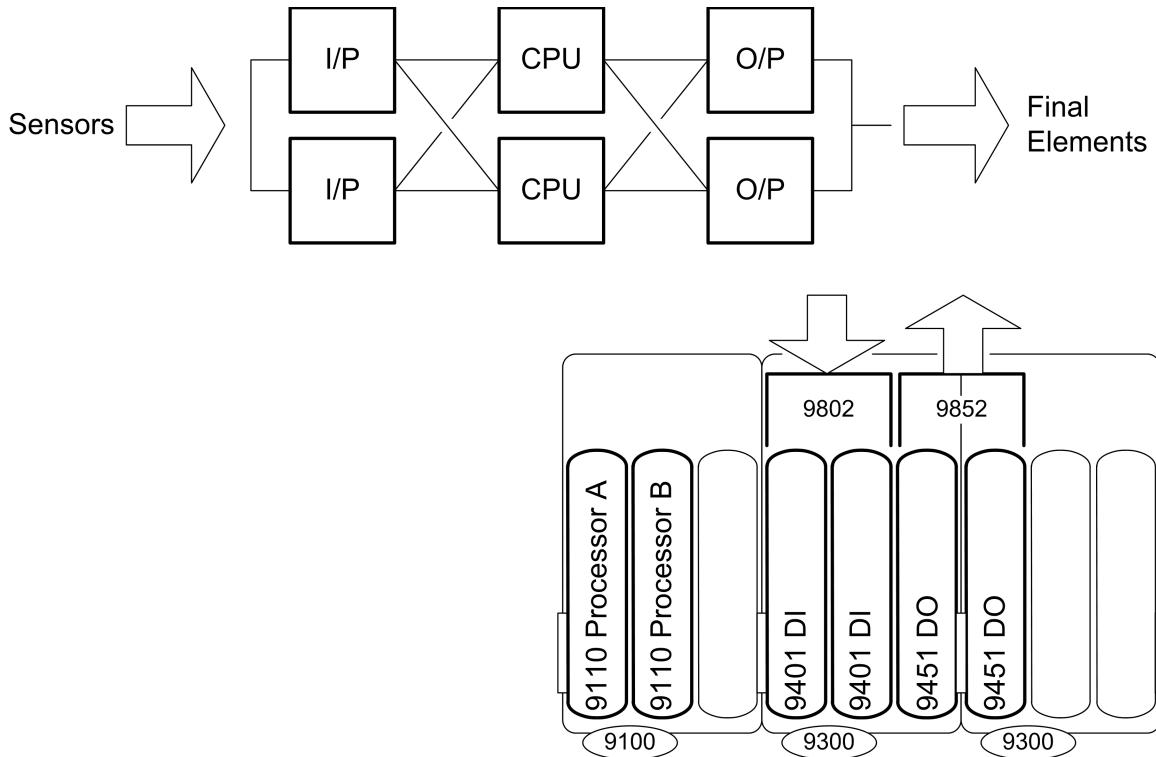 I/P
CPU
O/P
Sensors
Final
Elements
I/P
CPU
O/P
9802
9852
9110 Processor A
9110 Processor B
9401 DI
9401 DI
9451 DO
9451 DO
9100
9300
9300